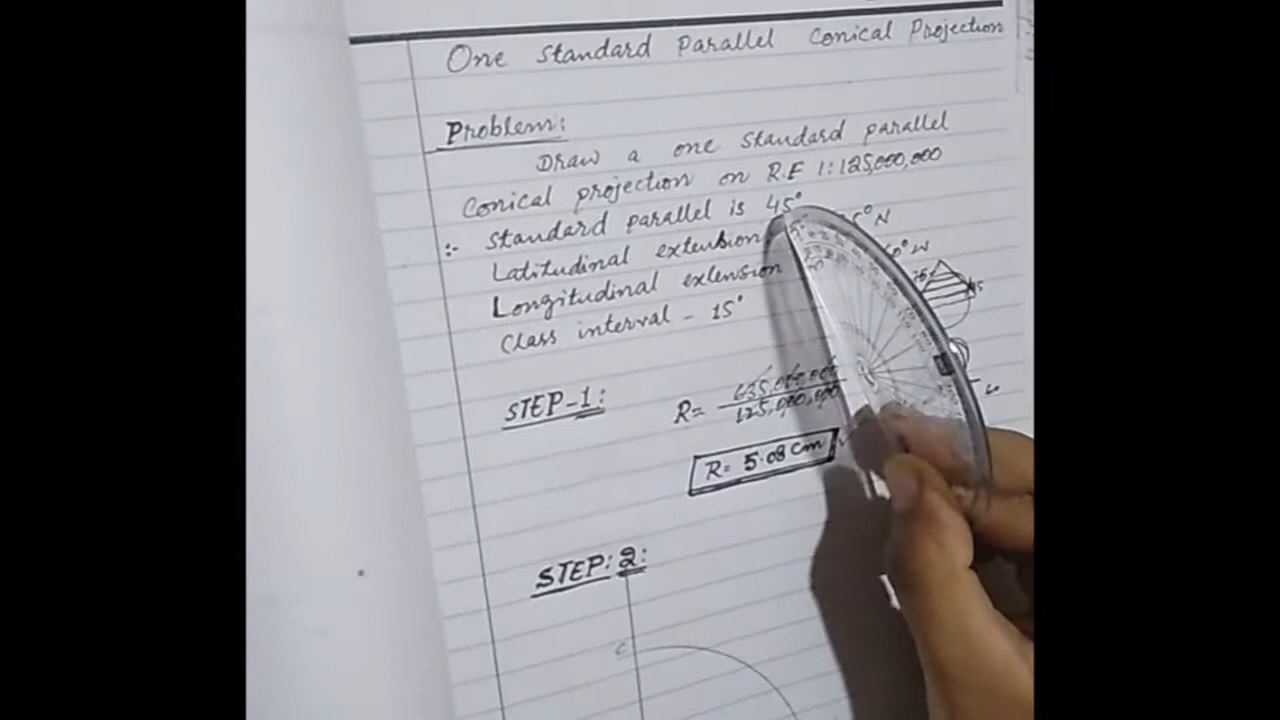 One Standard Parallel Conical Projection
Problem:
Draw a one standard parallel
Conical projection on R.F 1:125,000,000
:- Standard parallel is 45°
Latitudinal extension 5° N
Longitudinal extension 0° W
Class interval - 15°
STEP-1:
R= 635,000,000
125,000,000
R= 5.08 cm
STEP: 2:
C